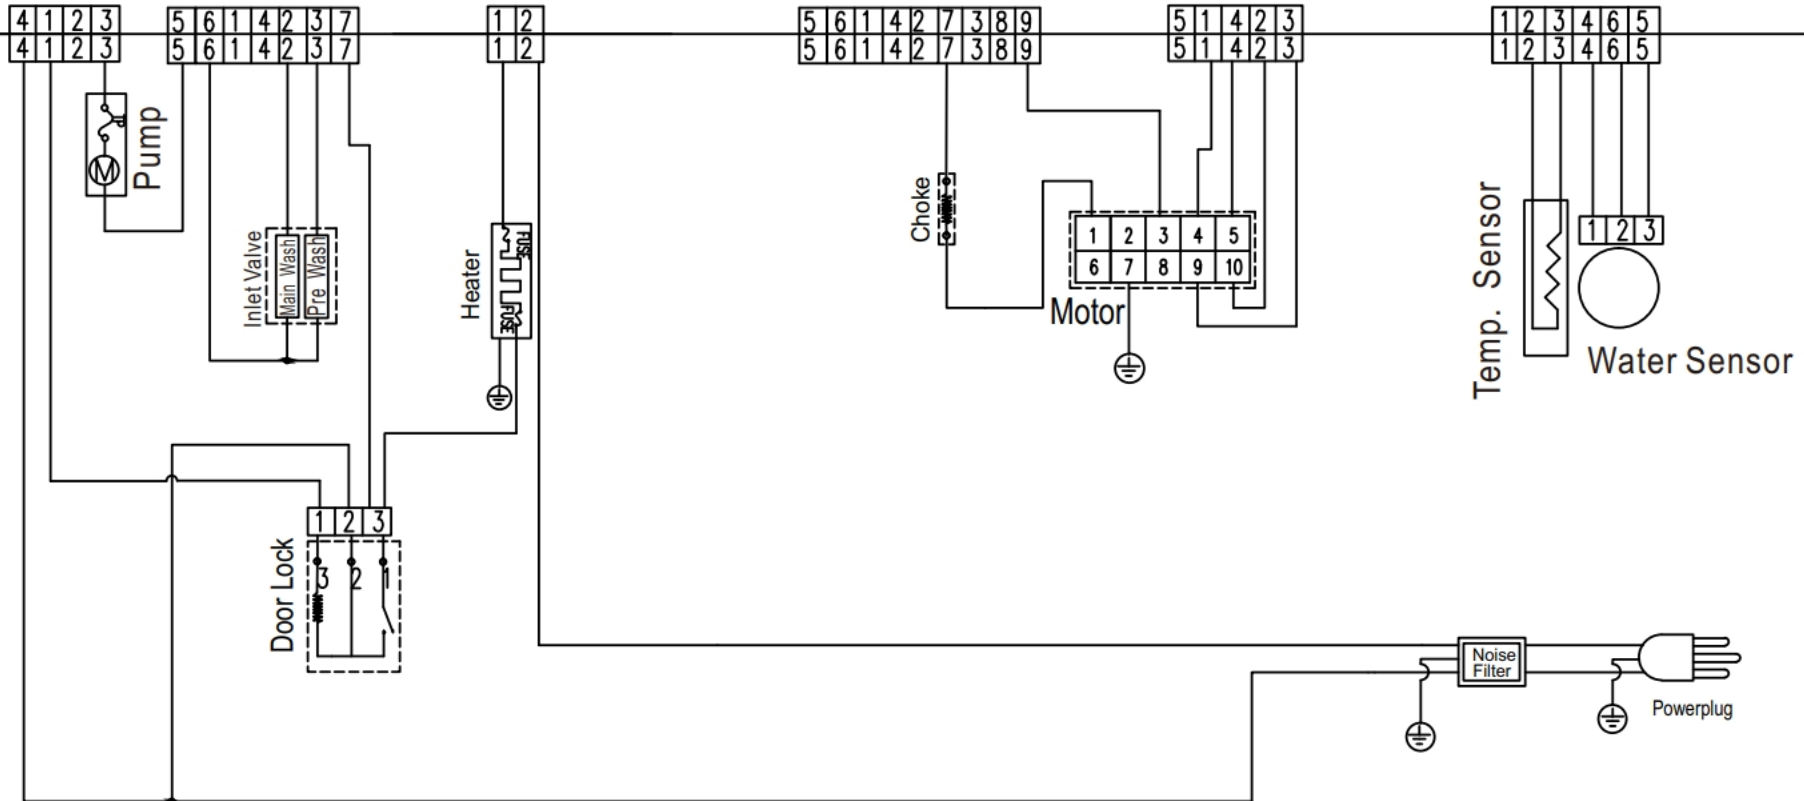 4 1 2 3
4 1 2 3
5 6 1 4 2 3 7
5 6 1 4 2 3 7
1 2
1 2
5 6 1 4 2 7 3 8 9
5 6 1 4 2 7 3 8 9
5 1 4 2 3
5 1 4 2 3
1 2 3 4 6 5
1 2 3 4 6 5
M
Pump
Inlet Valve
Main Wash
Pre Wash
Heater
FUSE
FUSE
Choke
1 2 3 4 5
6 7 8 9 10
Motor
Temp. Sensor
1 2 3
Water Sensor
1 2 3
3 2 1
Door Lock
Noise
Filter
Powerplug